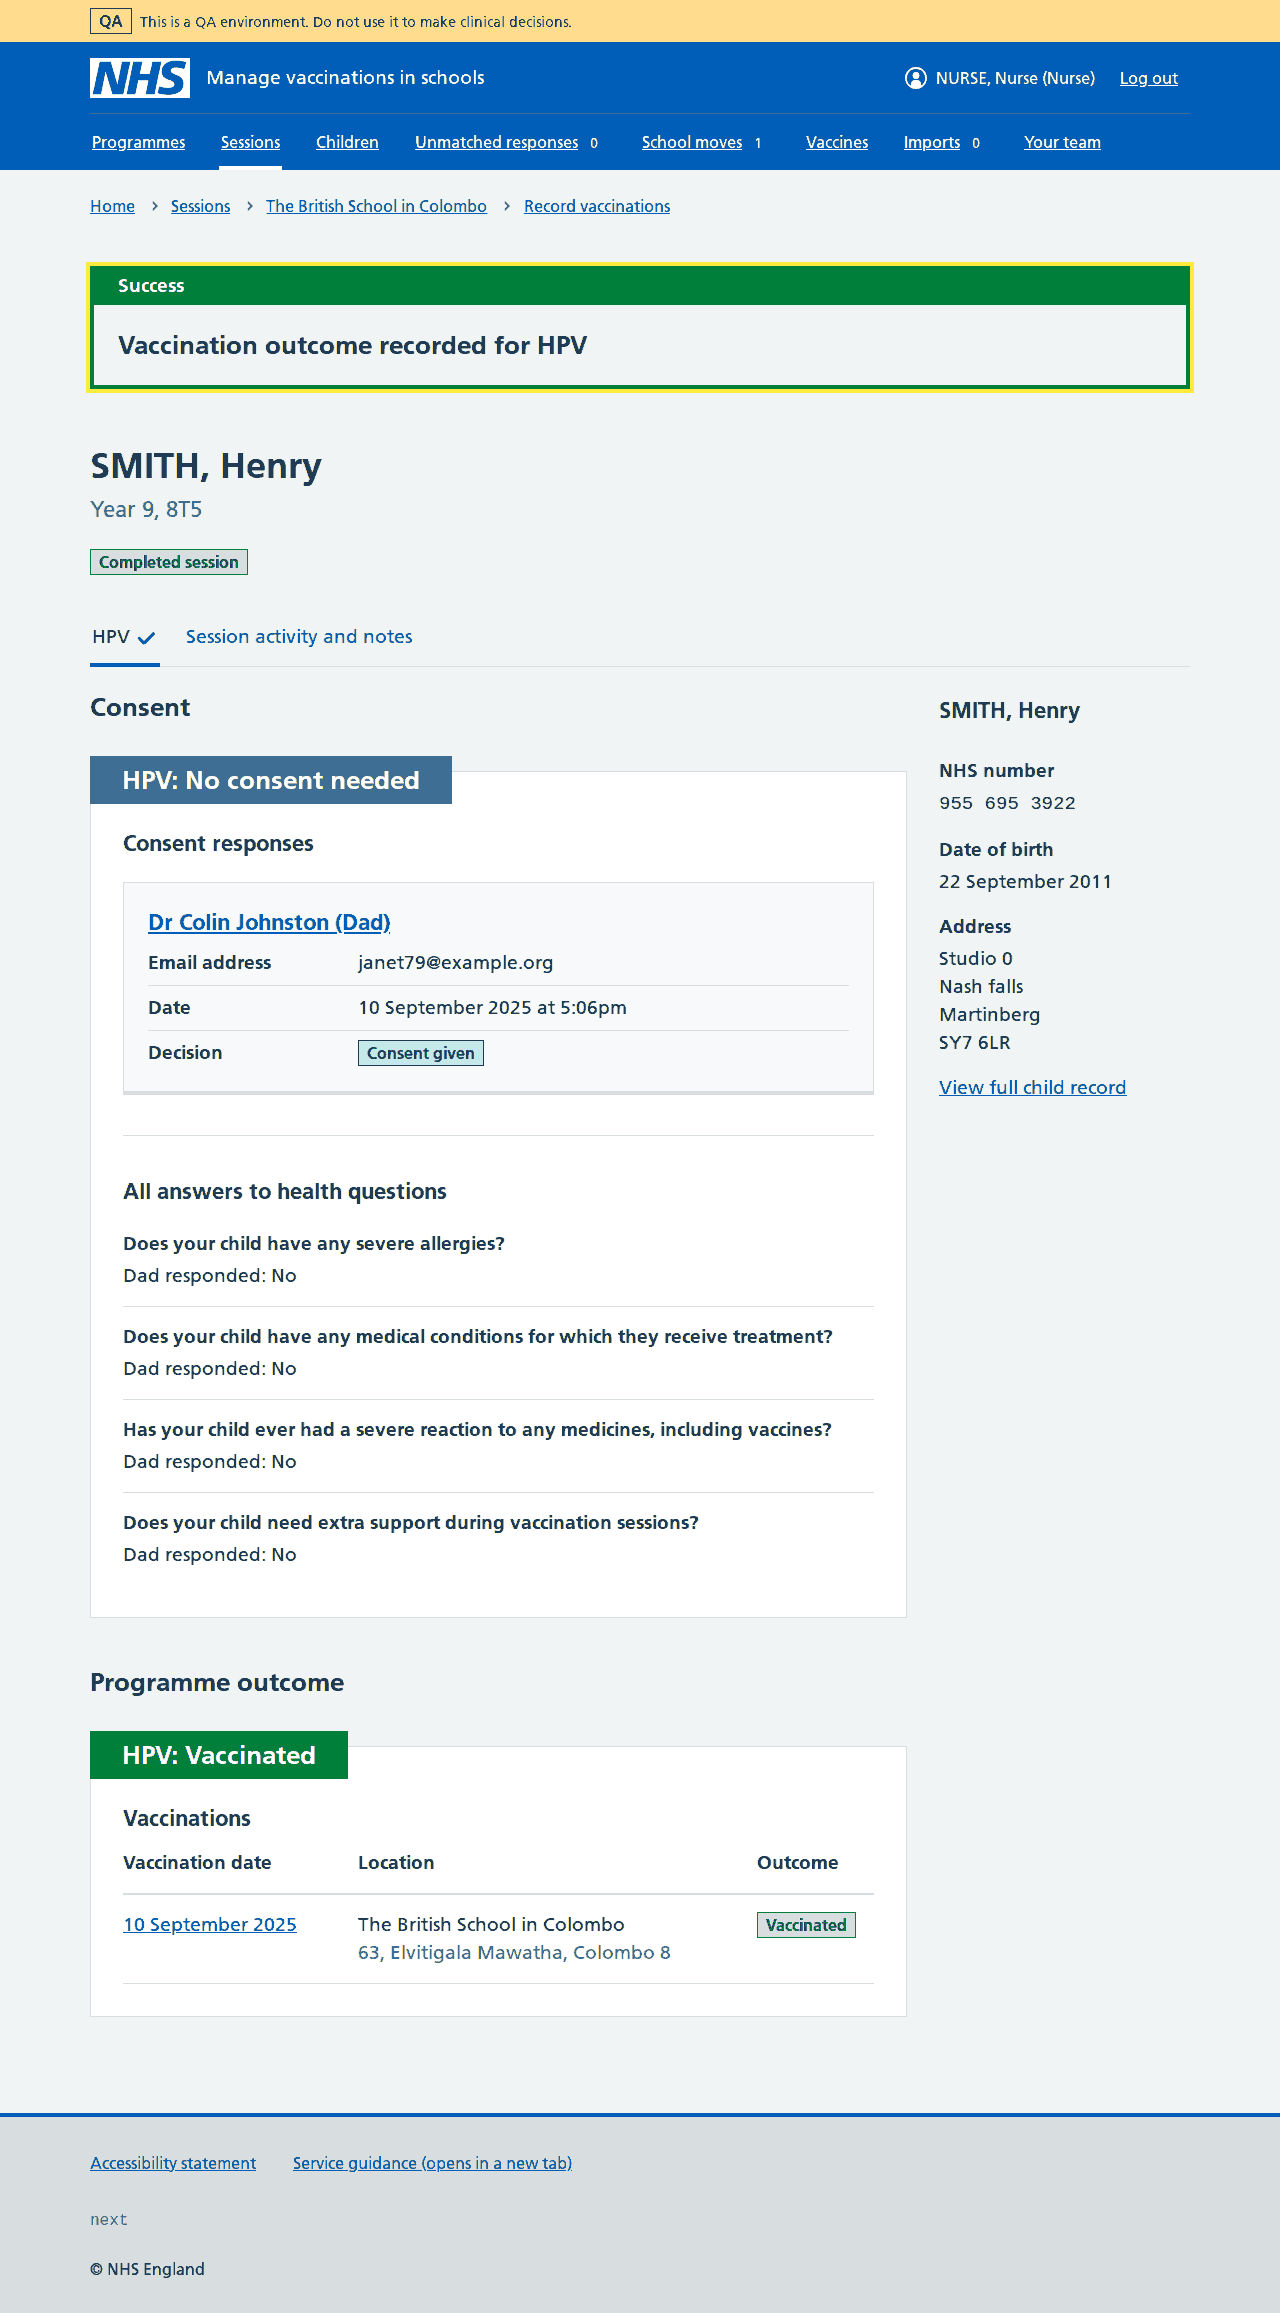 QA This is a QA environment. Do not use it to make clinical decisions.
NHS Manage vaccinations in schools NURSE, Nurse (Nurse) Log out
Programmes Sessions Children Unmatched responses 0 School moves 1 Vaccines Imports 0 Your team
Home Sessions The British School in Colombo Record vaccinations
Success
Vaccination outcome recorded for HPV
SMITH, Henry
Year 9, 8T5
Completed session
HPV Session activity and notes
Consent
HPV: No consent needed
Consent responses
Dr Colin Johnston (Dad)
Email address janet79@example.org
Date 10 September 2025 at 5:06pm
Decision Consent given
All answers to health questions
Does your child have any severe allergies?
Dad responded: No
Does your child have any medical conditions for which they receive treatment?
Dad responded: No
Has your child ever had a severe reaction to any medicines, including vaccines?
Dad responded: No
Does your child need extra support during vaccination sessions?
Dad responded: No
SMITH, Henry
NHS number
955 695 3922
Date of birth
22 September 2011
Address
Studio 0
Nash falls
Martinberg
SY7 6LR
View full child record
Programme outcome
HPV: Vaccinated
Vaccinations
Vaccination date Location Outcome
10 September 2025 The British School in Colombo Vaccinated
63, Elvitigala Mawatha, Colombo 8
Accessibility statement Service guidance (opens in a new tab)
next
© NHS England